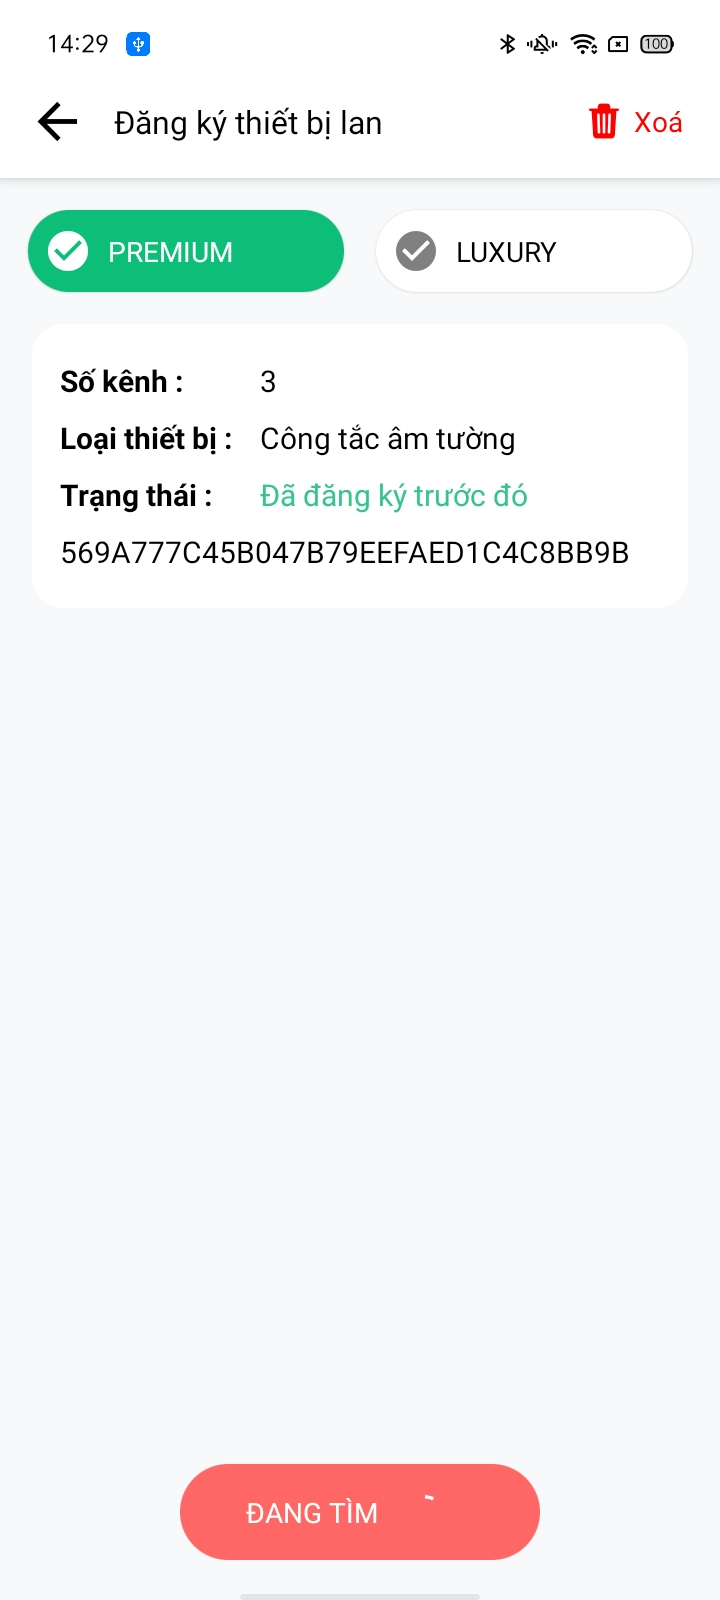 14:29
100
Đăng ký thiết bị lan
Xoá
PREMIUM
LUXURY
Số kênh : 3
Loại thiết bị : Công tắc âm tường
Trạng thái : Đã đăng ký trước đó
569A777C45B047B79EEFAED1C4C8BB9B
ĐANG TÌM